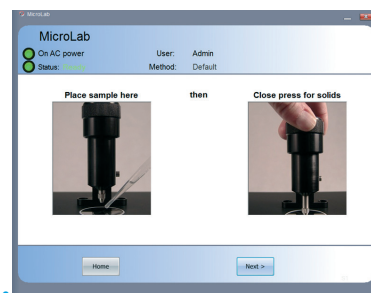 MicroLab
MicroLab
On AC power
User: Admin
Status:
Method: Default
Place sample here
then
Close press for solids
Home
Next >